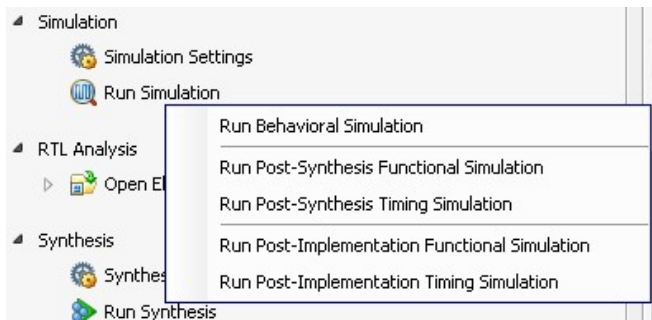 Simulation
Simulation Settings
Run Simulation
Run Behavioral Simulation
RTL Analysis
Run Post-Synthesis Functional Simulation
Open El
Run Post-Synthesis Timing Simulation
Synthesis
Run Post-Implementation Functional Simulation
Synthes
Run Post-Implementation Timing Simulation
Run Synthesis